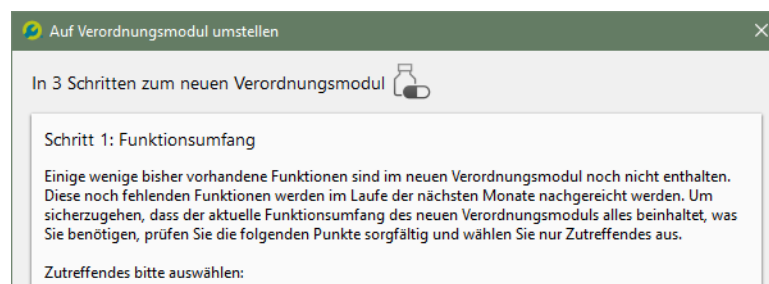 Auf Verordnungsmodul umstellen
In 3 Schritten zum neuen Verordnungsmodul
Schritt 1: Funktionsumfang
Einige wenige bisher vorhandene Funktionen sind im neuen Verordnungsmodul noch nicht enthalten.
Diese noch fehlenden Funktionen werden im Laufe der nächsten Monate nachgereicht werden. Um
sicherzugehen, dass der aktuelle Funktionsumfang des neuen Verordnungsmoduls alles beinhaltet, was
Sie benötigen, prüfen Sie die folgenden Punkte sorgfältig und wählen Sie nur Zutreffendes aus.
Zutreffendes bitte auswählen: